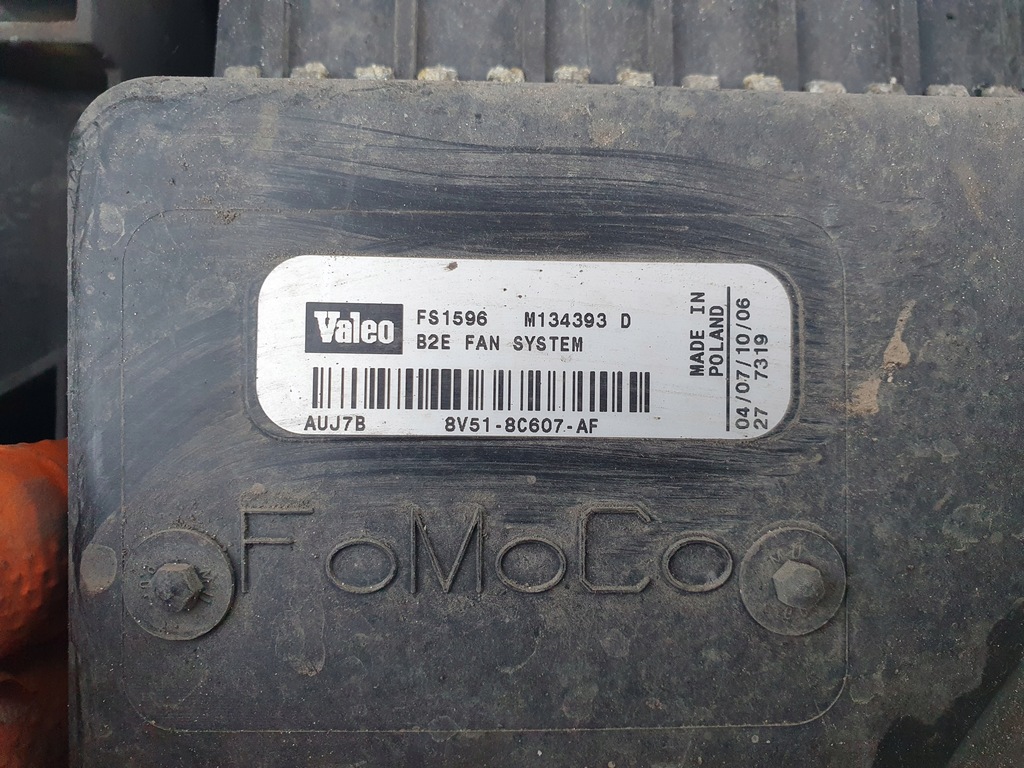 Valeo
FS1596 M134393 D
B2E FAN SYSTEM
AUJ7B 8V51-8C607-AF
MADE IN
POLAND
04/07/10/06
27 7319
FoMoCo